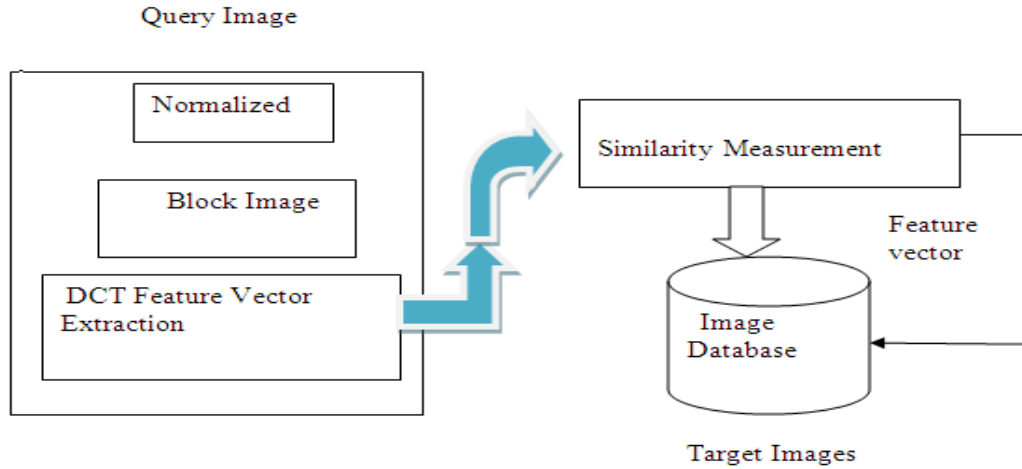 Query Image
Normalized
Block Image
DCT Feature Vector
Extraction
Similarity Measurement
Feature
vector
Image
Database
Target Images